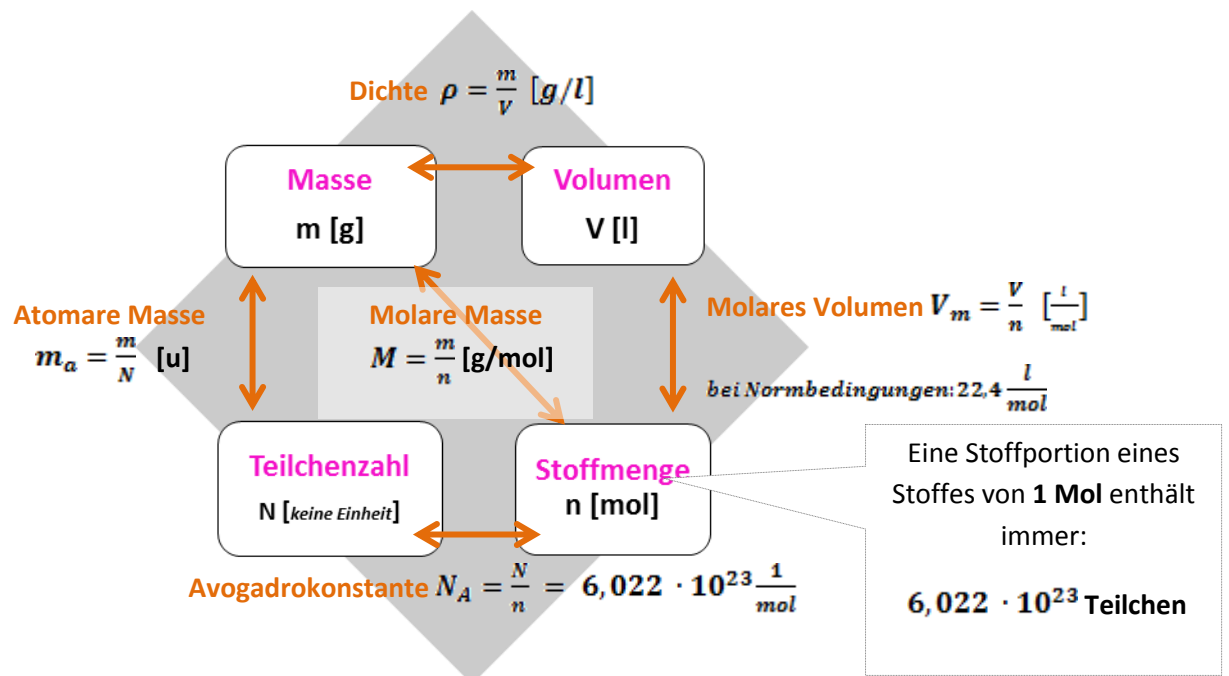 Dichte ρ = m/V [g/l]
Masse
m [g]
Volumen
V [l]
Atomare Masse
m_a = m/N [u]
Molare Masse
M = m/n [g/mol]
Molares Volumen V_m = V/n [l/mol]
bei Normbedingungen: 22,4 l/mol
Teilchenzahl
N [keine Einheit]
Stoffmenge
n [mol]
Avogadrokonstante N_A = N/n = 6,022 · 10^23 1/mol
Eine Stoffportion eines
Stoffes von 1 Mol enthält
immer:
6,022 · 10^23 Teilchen